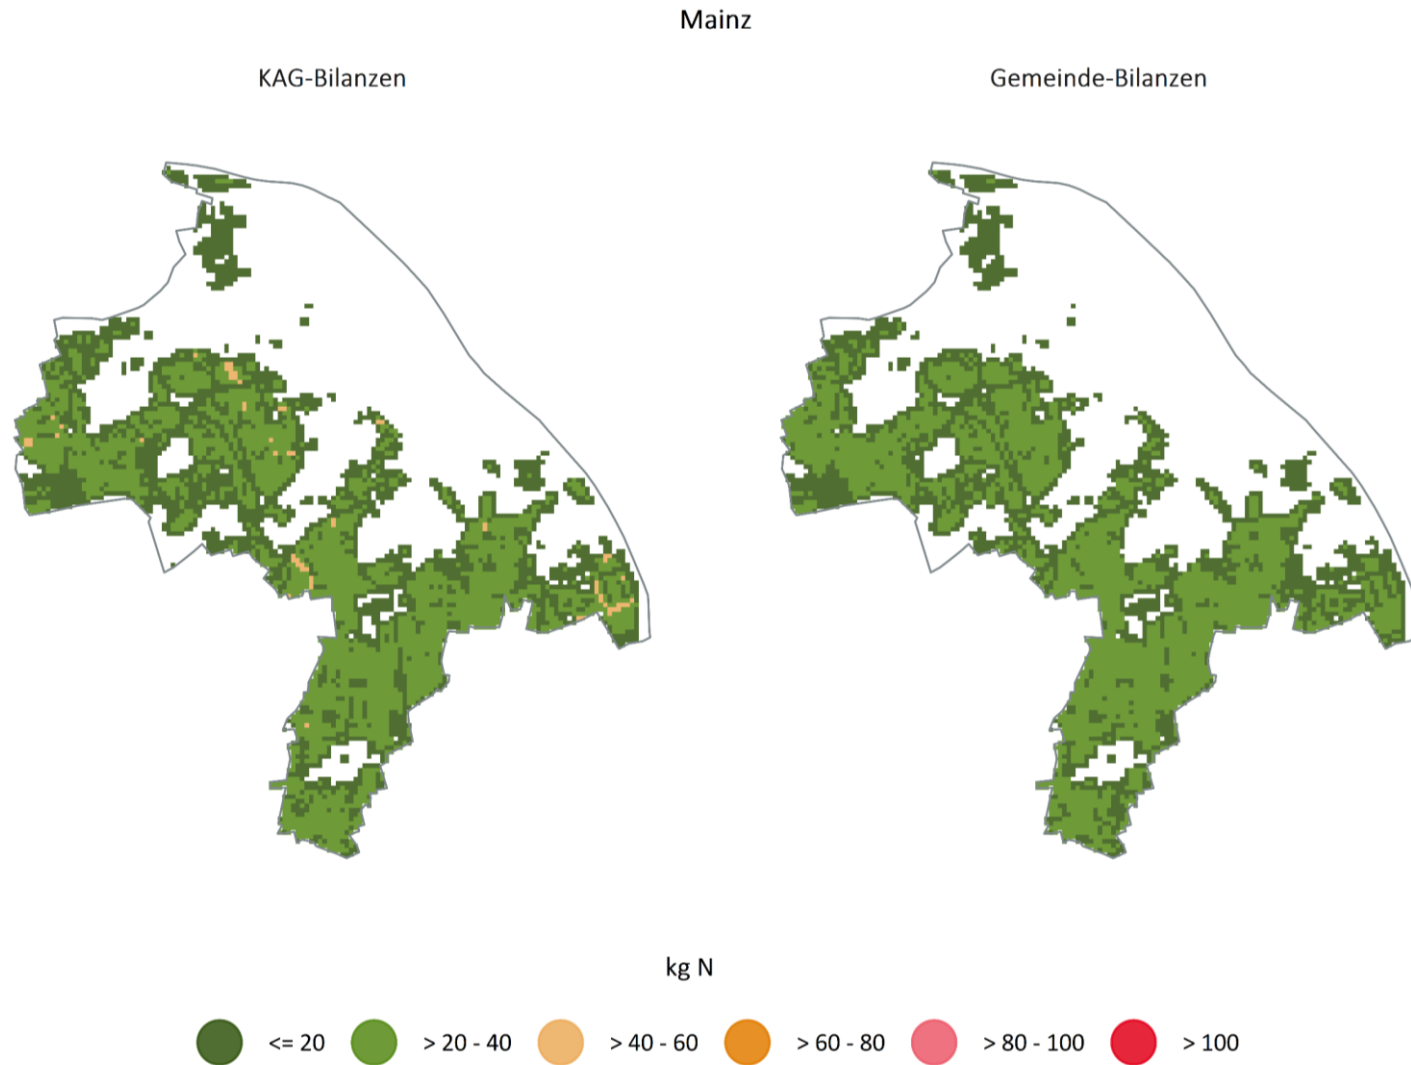 Mainz
KAG-Bilanzen
Gemeinde-Bilanzen
kg N
<= 20
> 20 - 40
> 40 - 60
> 60 - 80
> 80 - 100
> 100